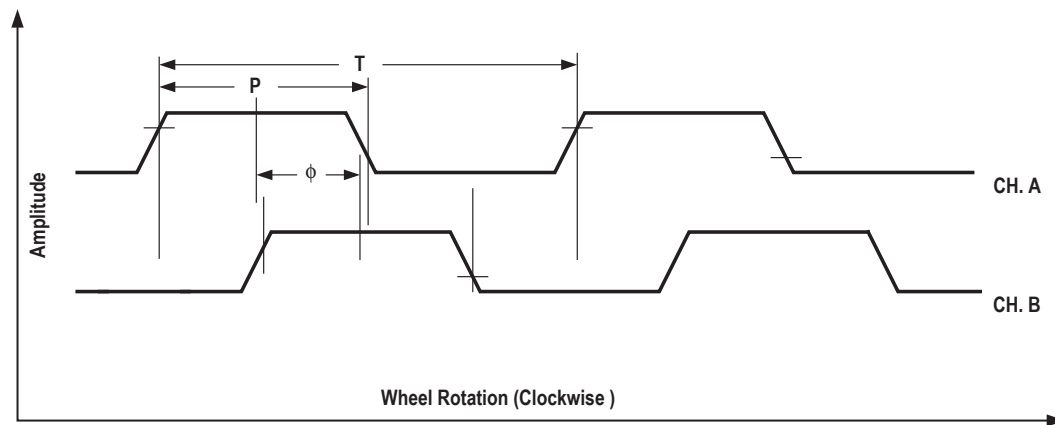 T
P
ϕ
CH. A
Amplitude
CH. B
Wheel Rotation (Clockwise )